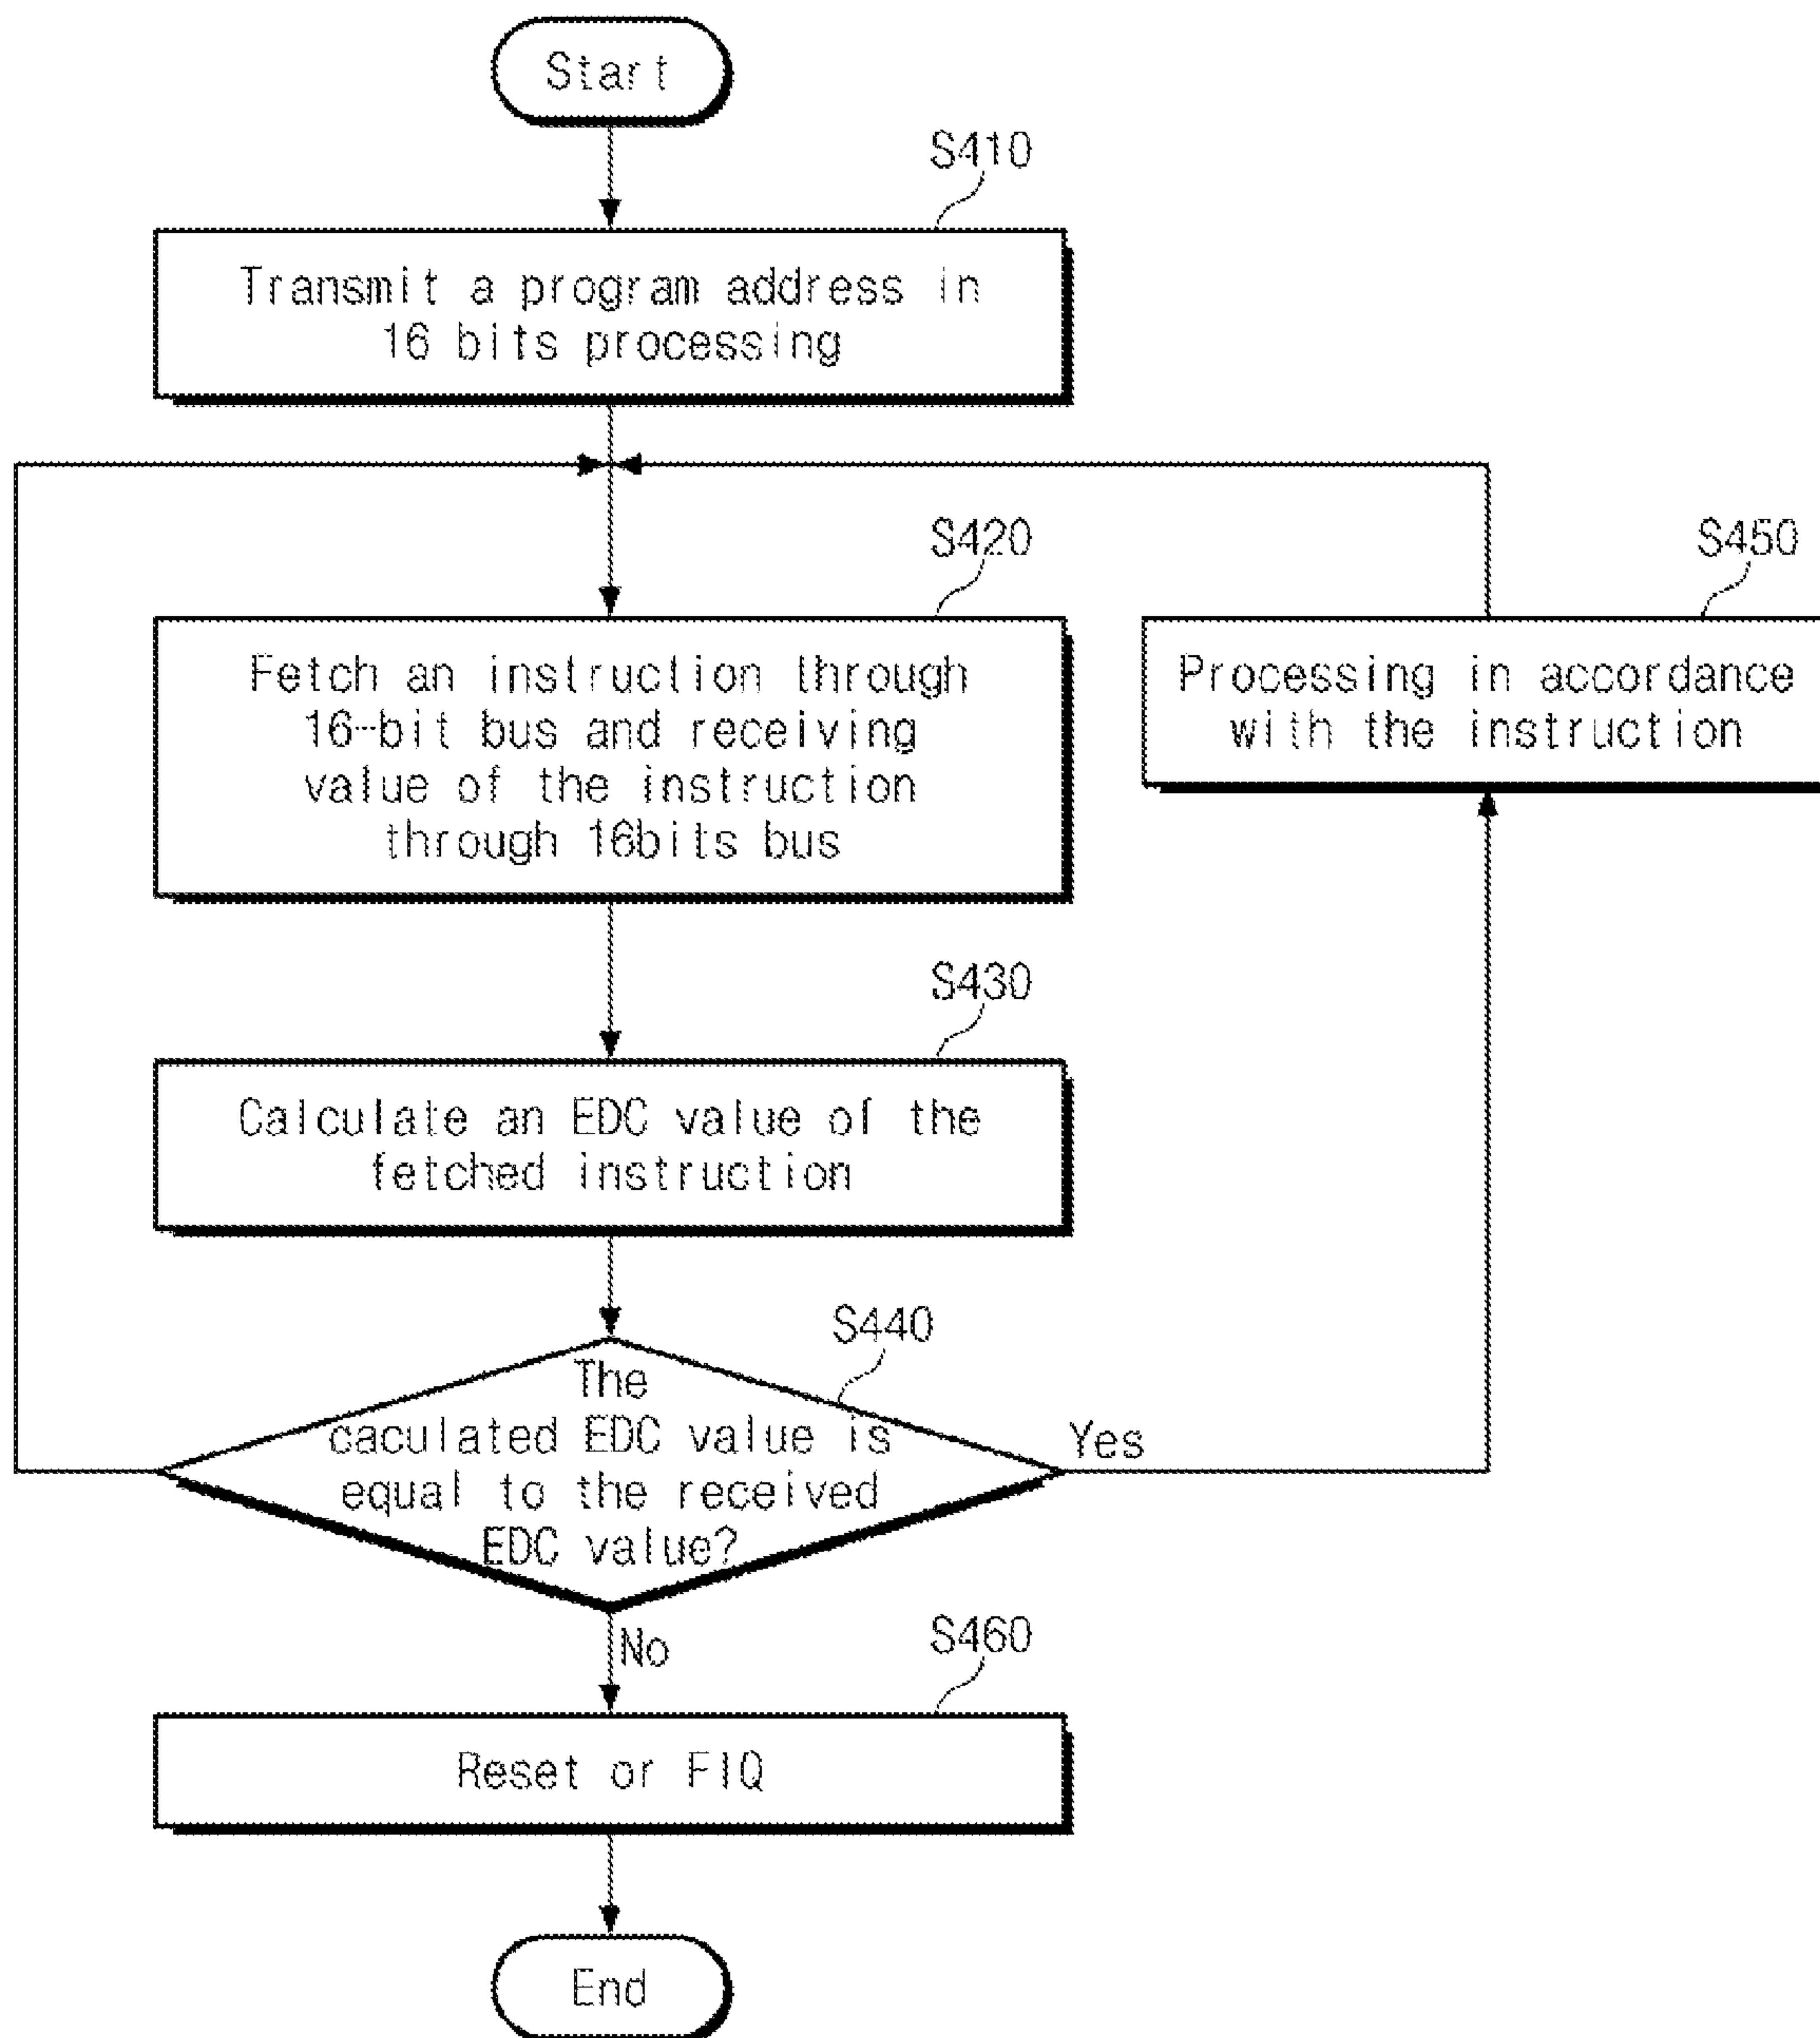 Start
S410
Transmit a program address in
16 bits processing
S420
Fetch an instruction through
16-bit bus and receiving
value of the instruction
through 16bits bus
S450
Processing in accordance
with the instruction
S430
Calculate an EDC value of the
fetched instruction
S440
The
caculated EDC value is
equal to the received
EDC value?
Yes
No
S460
Reset or FIQ
End